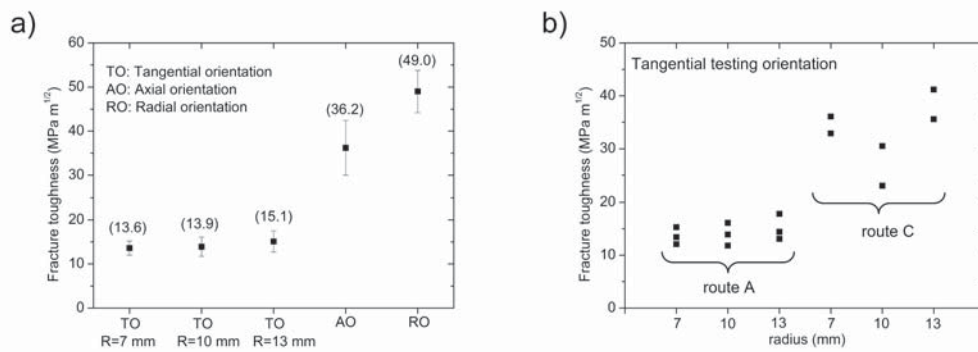 a)
Fracture toughness (MPa m1/2)
60
50
40
30
20
10
0
TO: Tangential orientation
AO: Axial orientation
RO: Radial orientation
(13.6)
(13.9)
(15.1)
(36.2)
(49.0)
TO TO TO AO RO
R=7 mm R=10 mm R=13 mm
b)
Fracture toughness (MPa m1/2)
50
40
30
20
10
0
Tangential testing orientation
route A
route C
7 10 13 7 10 13
radius (mm)